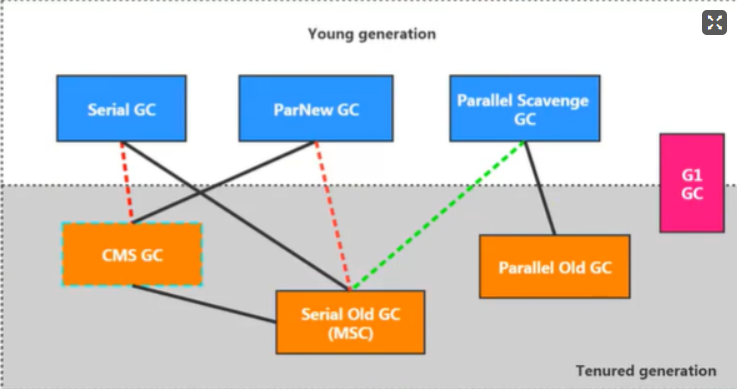 Young generation
Serial GC
ParNew GC
Parallel Scavenge
GC
G1
GC
CMS GC
Parallel Old GC
Serial Old GC
(MSC)
Tenured generation